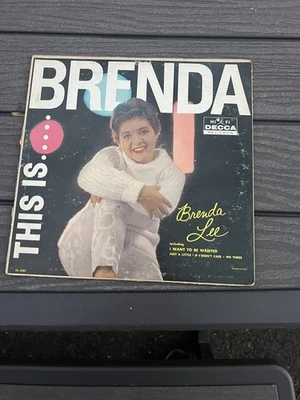 BRENDA
THIS IS.....
HI FI
DECCA
Brenda
Lee
Including
I WANT TO BE WANTED
JUST A LITTLE • IF I DIDN'T CARE • WE THREE